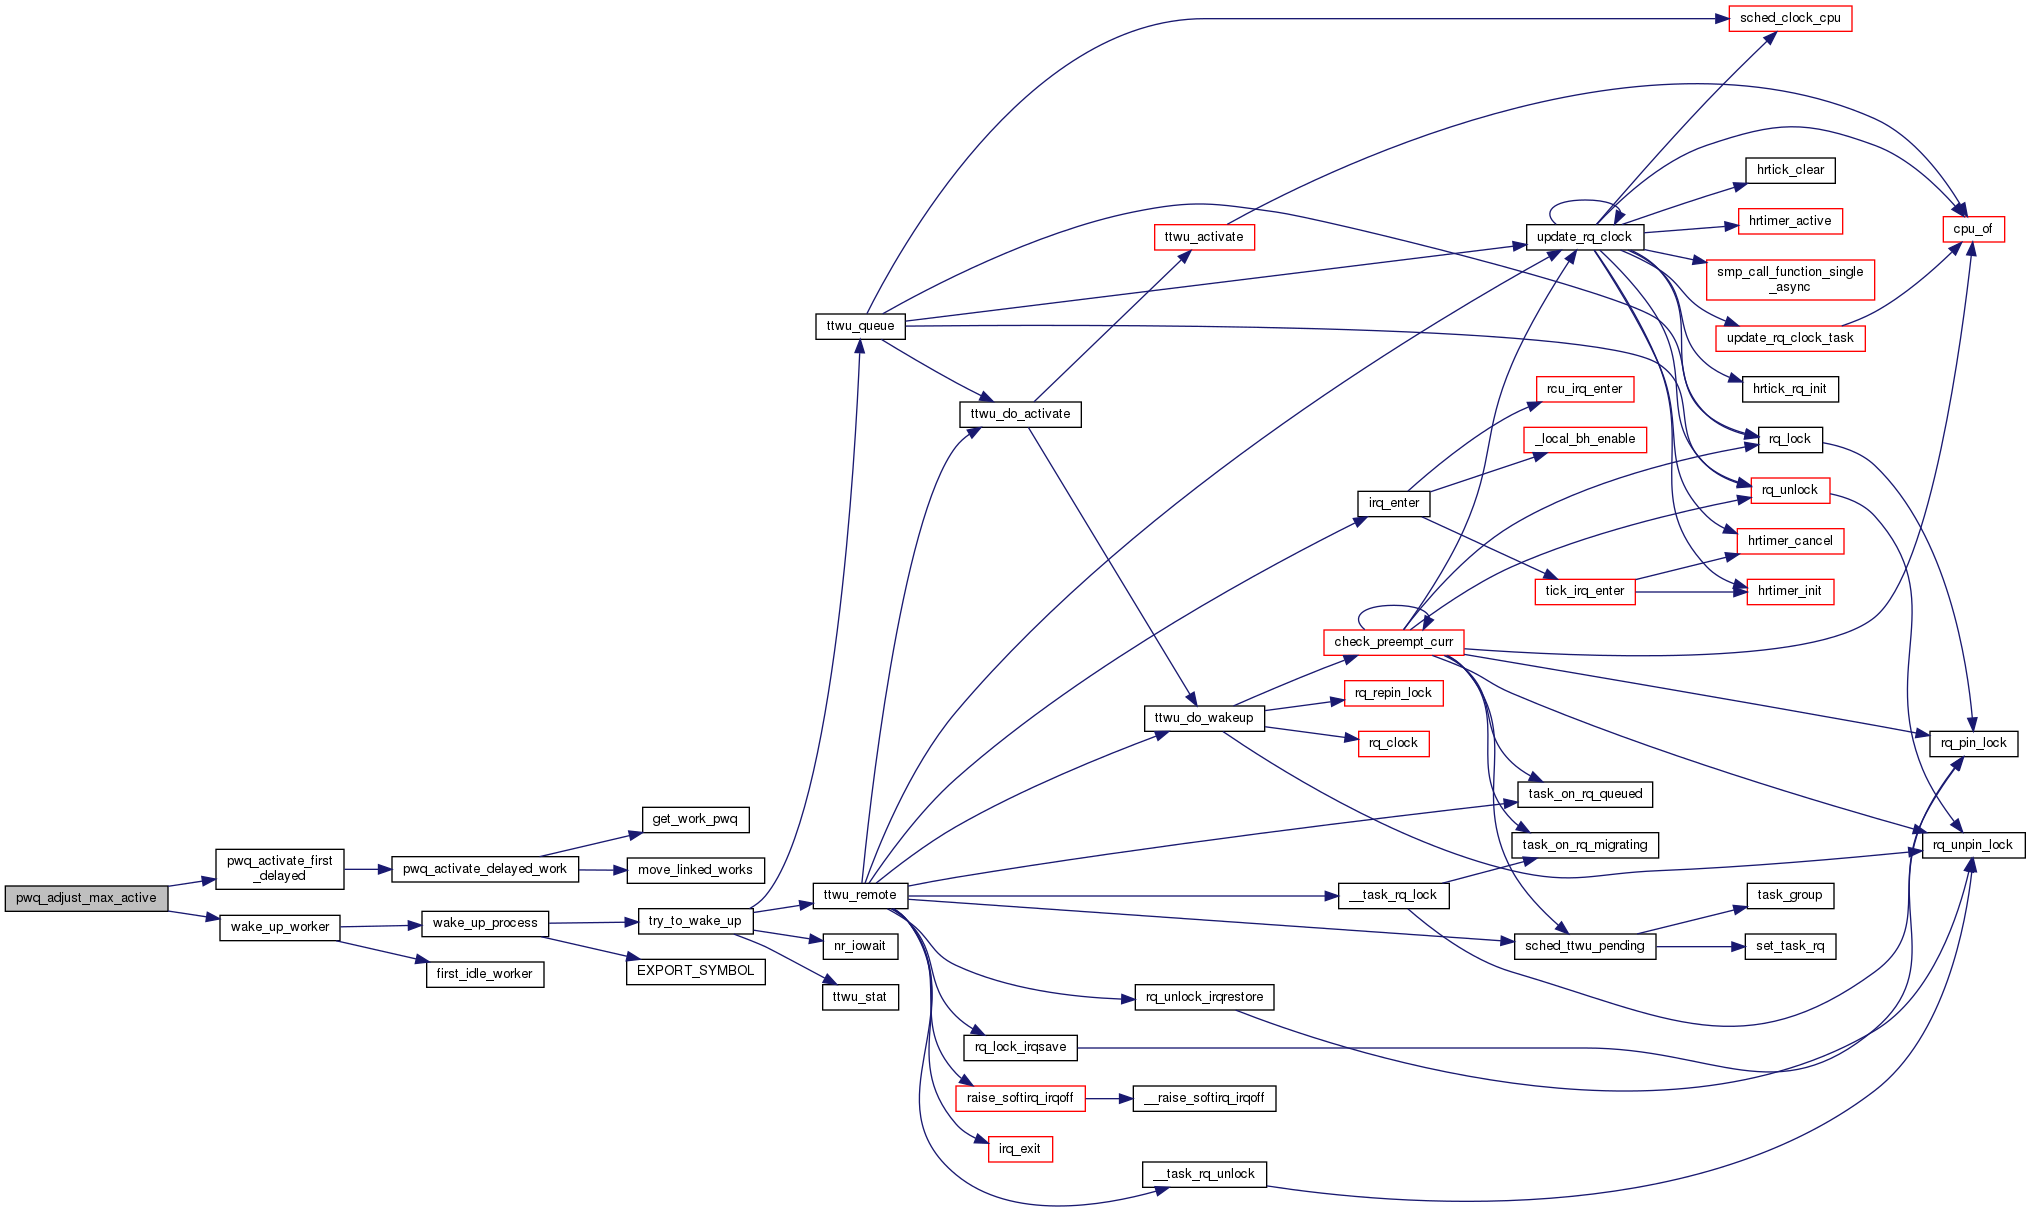 sched_clock_cpu
hrtick_clear
hrtimer_active
cpu_of
ttwu_activate
update_rq_clock
smp_call_function_single
_async
ttwu_queue
update_rq_clock_task
hrtick_rq_init
rcu_irq_enter
ttwu_do_activate
_local_bh_enable
rq_lock
rq_unlock
irq_enter
hrtimer_cancel
tick_irq_enter
hrtimer_init
check_preempt_curr
rq_repin_lock
ttwu_do_wakeup
rq_clock
rq_pin_lock
task_on_rq_queued
get_work_pwq
task_on_rq_migrating
rq_unpin_lock
pwq_activate_first
_delayed
pwq_activate_delayed_work
move_linked_works
pwq_adjust_max_active
ttwu_remote
__task_rq_lock
task_group
wake_up_worker
wake_up_process
try_to_wake_up
nr_iowait
sched_ttwu_pending
set_task_rq
first_idle_worker
EXPORT_SYMBOL
ttwu_stat
rq_unlock_irqrestore
rq_lock_irqsave
raise_softirq_irqoff
__raise_softirq_irqoff
irq_exit
__task_rq_unlock